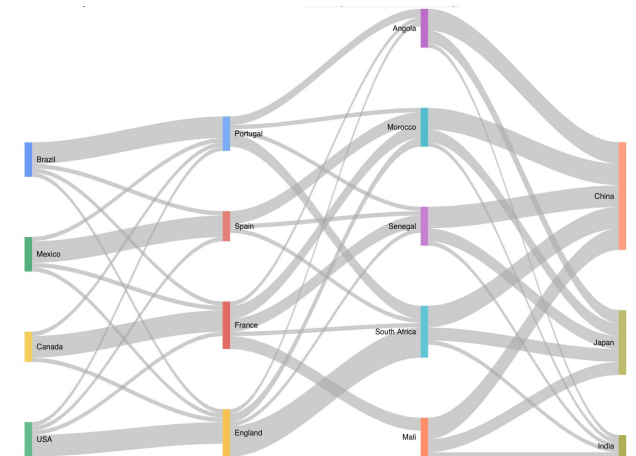 Angola
Portugal
Morocco
Brazil
China
Spain
Senegal
Mexico
France
South Africa
Canada
Japan
England
Mali
USA
India